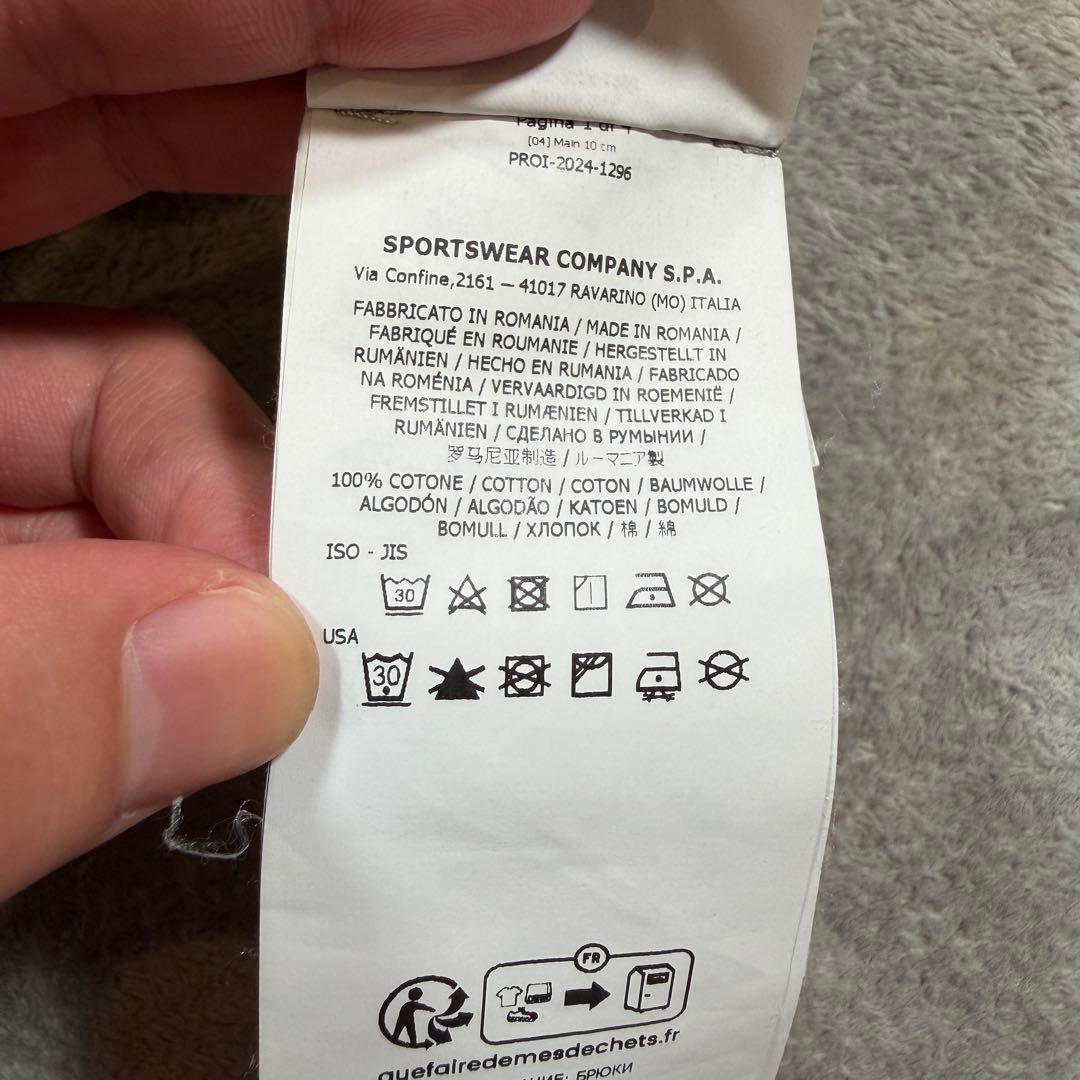 Pagina 1 di 4
[04] Main 10 cm
PROI-2024-1296
SPORTSWEAR COMPANY S.P.A.
Via Confine,2161 – 41017 RAVARINO (MO) ITALIA
FABBRICATO IN ROMANIA / MADE IN ROMANIA /
FABRIQUÉ EN ROUMANIE / HERGESTELLT IN
RUMÄNIEN / HECHO EN RUMANIA / FABRICADO
NA ROMÉNIA / VERVAARDIGD IN ROEMENIË /
FREMSTILLET I RUMÆNIEN / TILLVERKAD I
RUMÄNIEN / СДЕЛАНО В РУМЫНИИ /
罗马尼亚制造 / ルーマニア製
100% COTONE / COTTON / COTON / BAUMWOLLE /
ALGODÓN / ALGODÃO / KATOEN / BOMULD /
BOMULL / ХЛОПОК / 棉 / 綿
ISO - JIS
30
USA
30
FR
quefairedemesdechets.fr
БРЮКИ